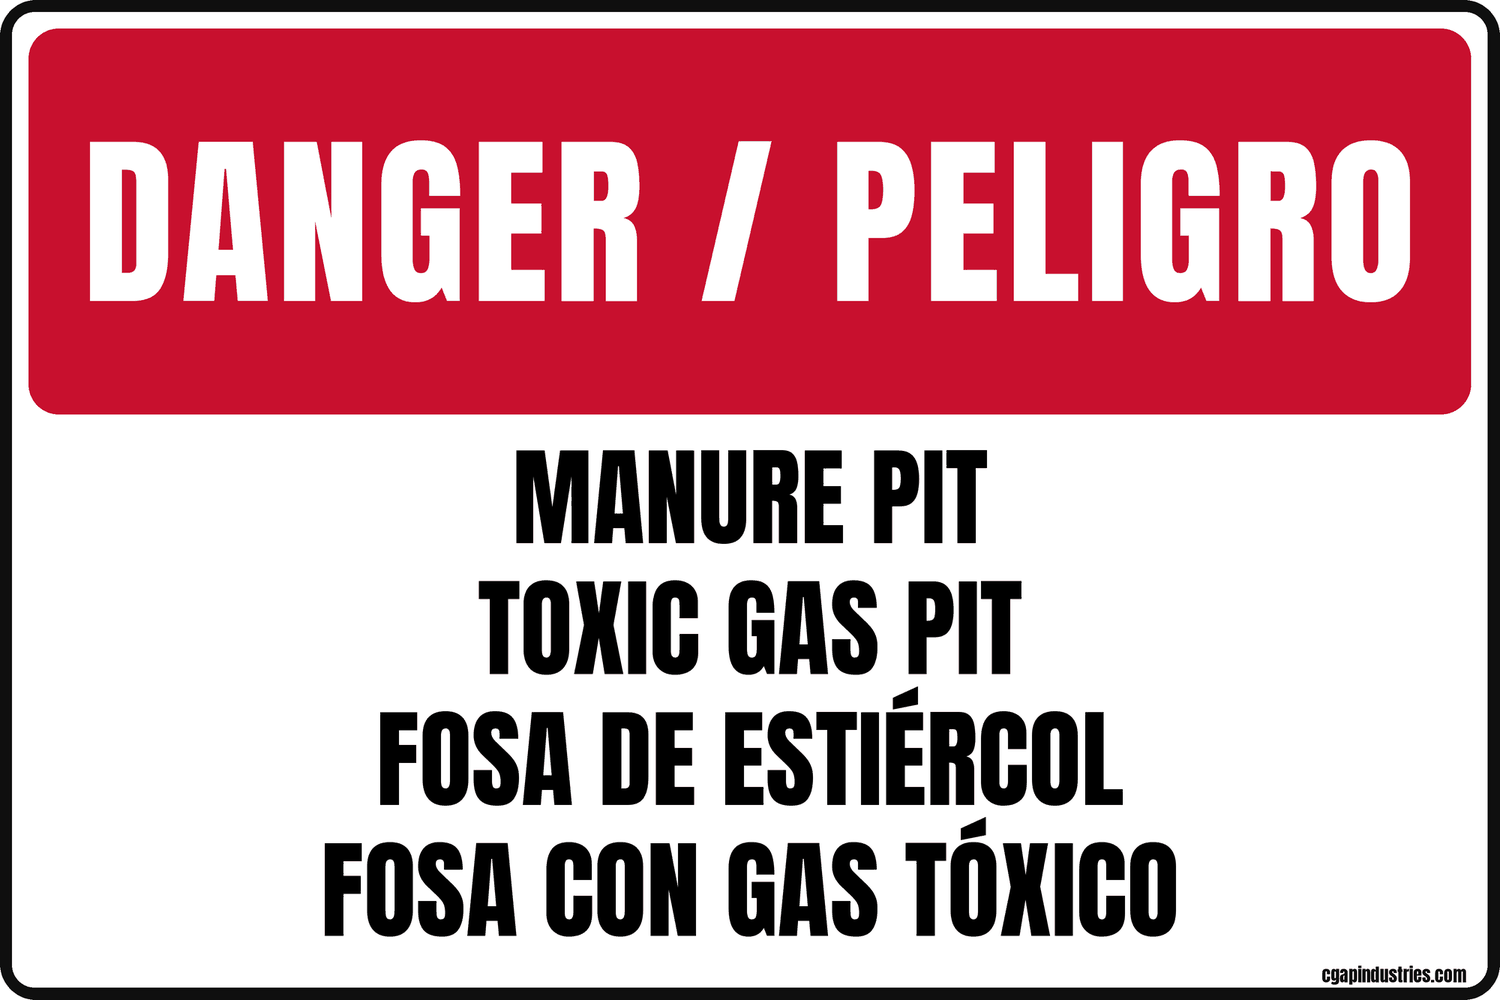 DANGER / PELIGRO
MANURE PIT
TOXIC GAS PIT
FOSA DE ESTIÉRCOL
FOSA CON GAS TÓXICO
cgapindustries.com